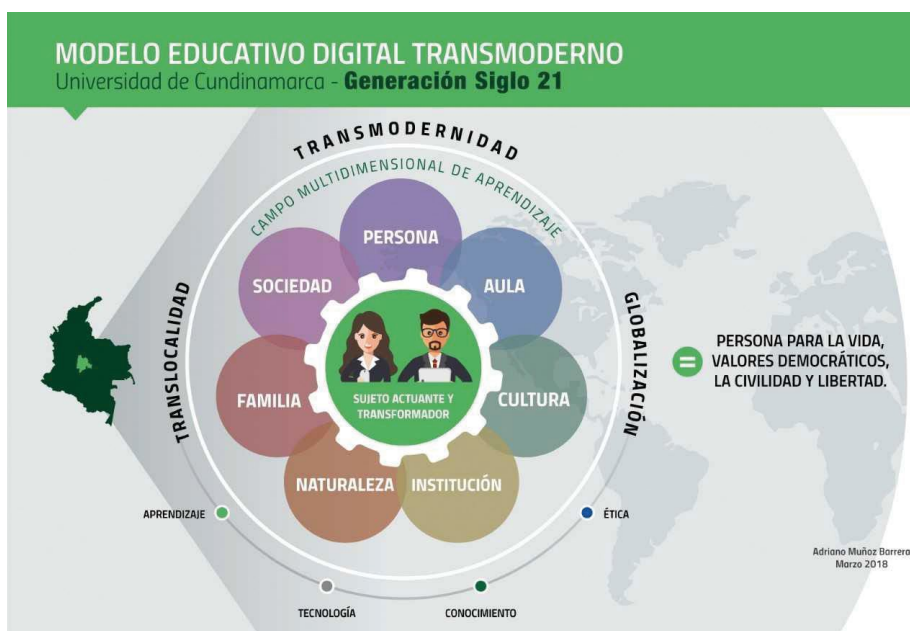 MODELO EDUCATIVO DIGITAL TRANSMODERNO
Universidad de Cundinamarca - Generación Siglo 21
TRANSMODERNIDAD
CAMPO MULTIDIMENSIONAL DE APRENDIZAJE
TRANSLOCALIDAD
GLOBALIZACIÓN
PERSONA
SOCIEDAD
AULA
FAMILIA
CULTURA
NATURALEZA
INSTITUCIÓN
SUJETO ACTUANTE Y
TRANSFORMADOR
=
PERSONA PARA LA VIDA,
VALORES DEMOCRÁTICOS,
LA CIVILIDAD Y LIBERTAD.
APRENDIZAJE
TECNOLOGÍA
CONOCIMIENTO
ÉTICA
Adriano Muñoz Barrera
Marzo 2018